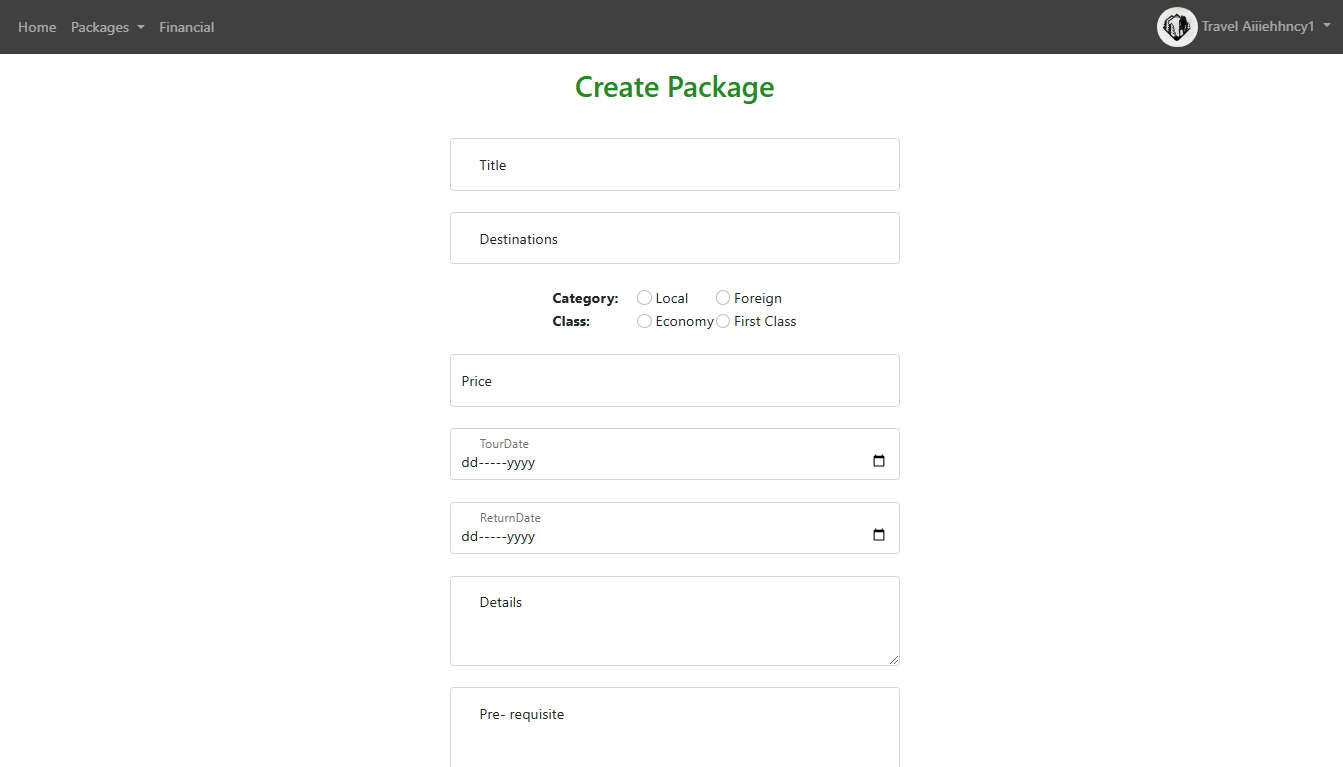 Home Packages Financial Travel Aiiiehhncy1
Create Package
Title
Destinations
Category: Local Foreign
Class: Economy First Class
Price
TourDate
dd-----yyyy
ReturnDate
dd-----yyyy
Details
Pre- requisite